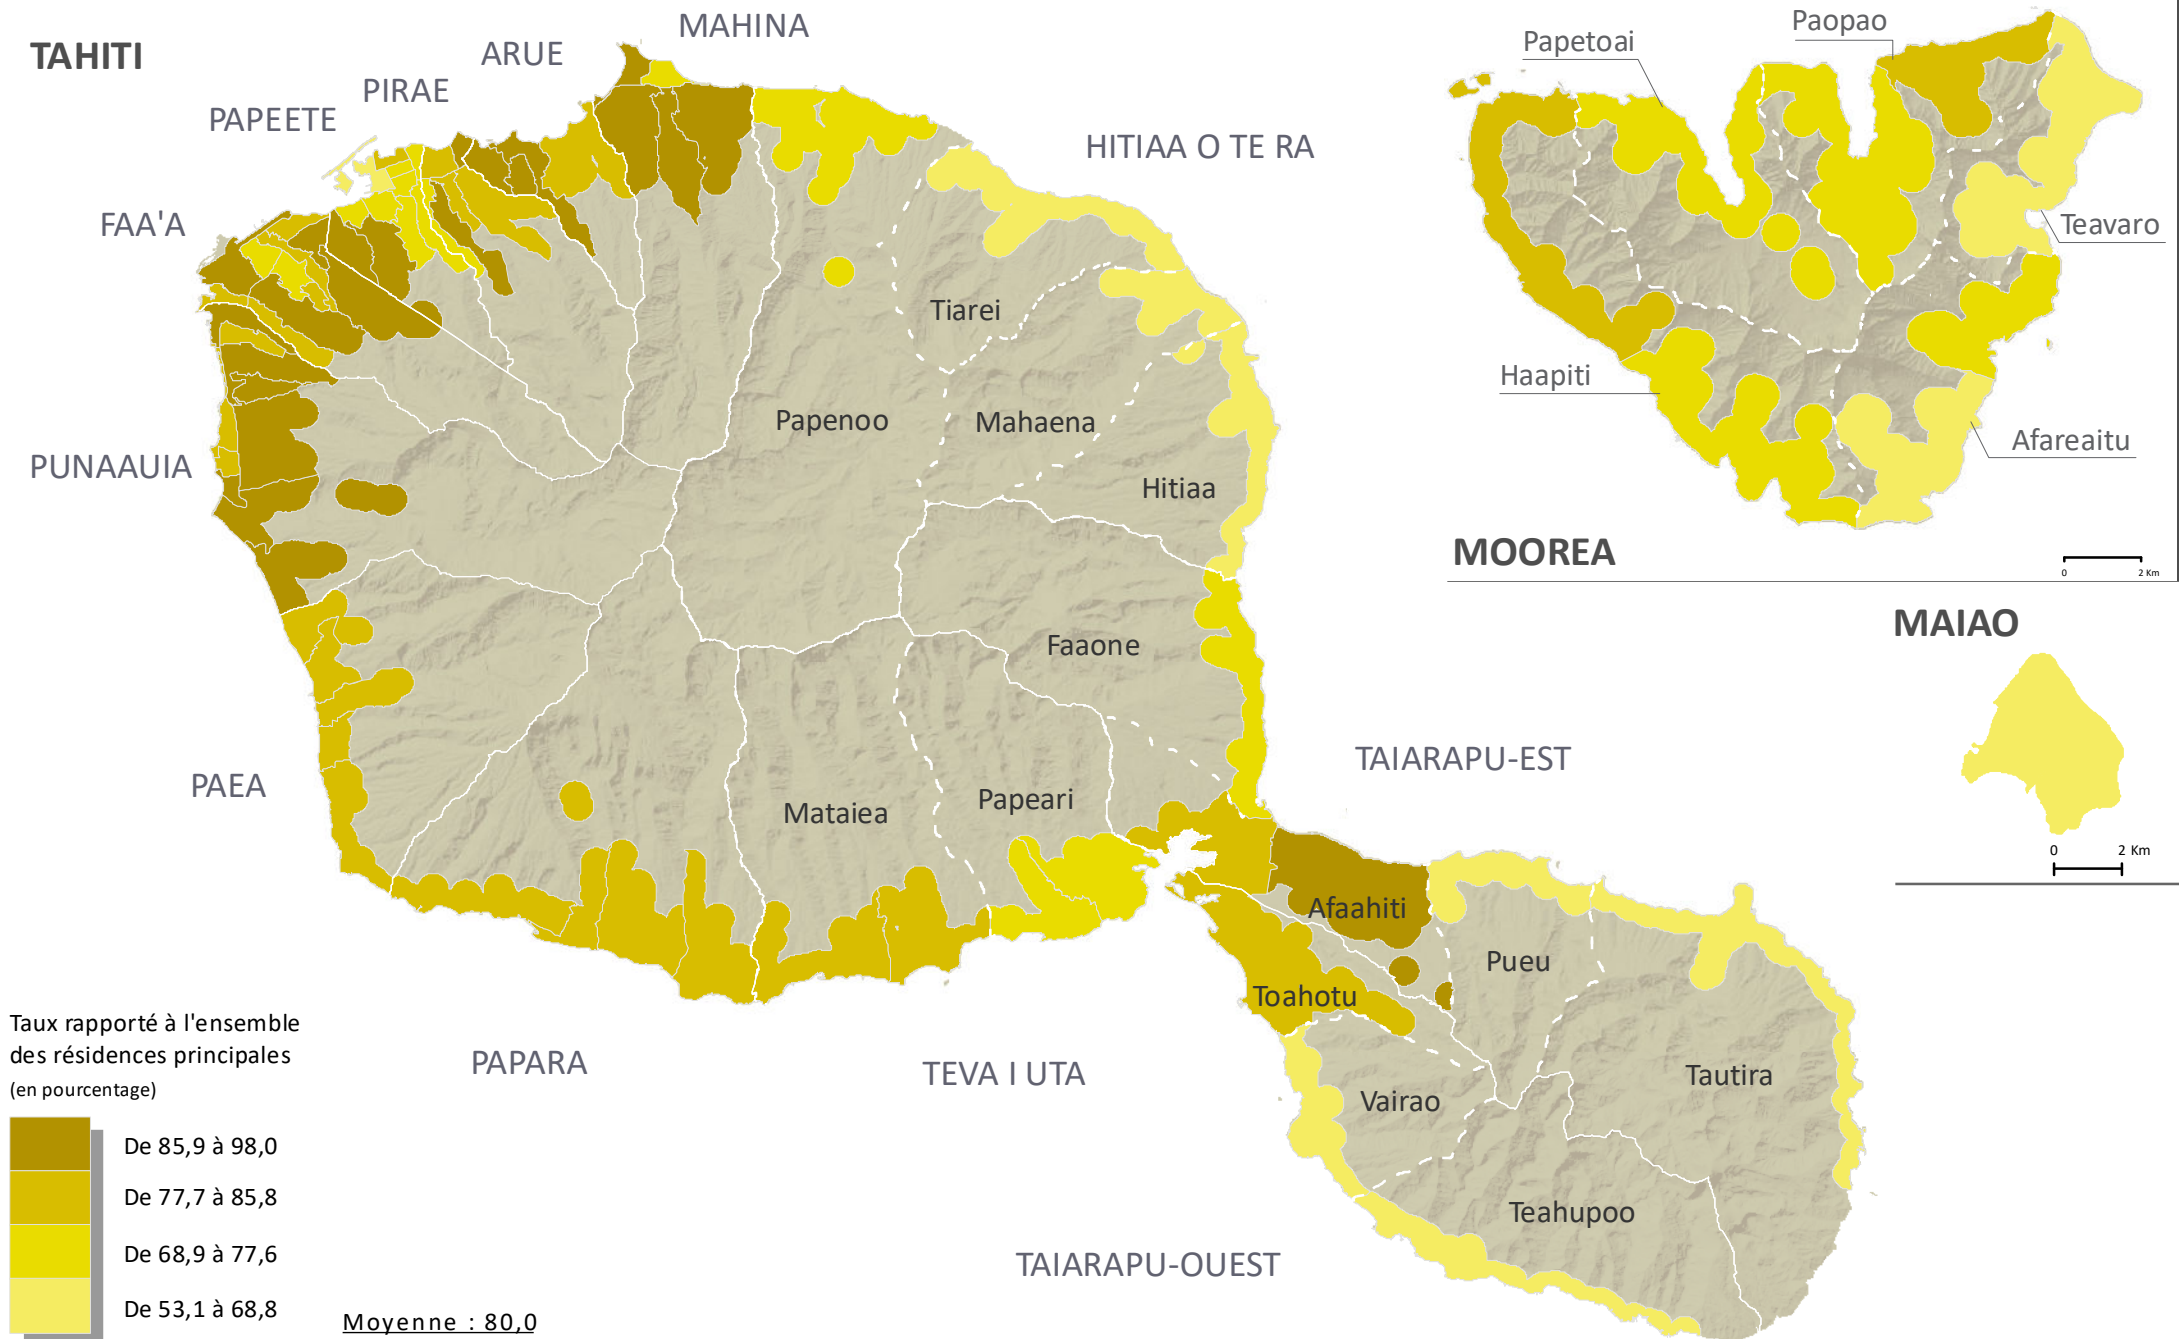 TAHITI
MAHINA
ARUE
PIRAE
PAPEETE
FAA'A
HITIAA O TE RA
PUNAAUIA
PAEA
PAPARA
TEVA I UTA
TAIARAPU-EST
TAIARAPU-OUEST
Tiarei
Papenoo
Mahaena
Hitiaa
Faaone
Mataiea
Papeari
Afaahiti
Pueu
Toahotu
Tautira
Vairao
Teahupoo
Papetoai
Paopao
Teavaro
Haapiti
Afareaitu
MOOREA
0 2 Km
MAIAO
0 2 Km
Taux rapporté à l'ensemble
des résidences principales
(en pourcentage)
De 85,9 à 98,0
De 77,7 à 85,8
De 68,9 à 77,6
De 53,1 à 68,8
Moyenne : 80,0